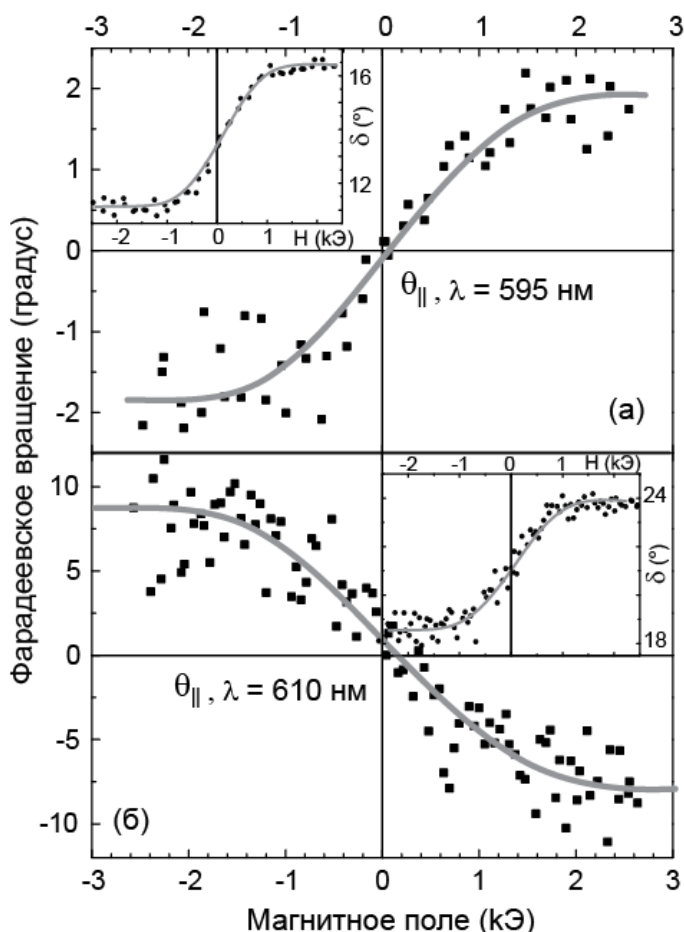 -3 -2 -1 0 1 2 3
2
1
0
-1
-2
16
12
δ (°)
-2 -1 0 1 H (kЭ)
θ||, λ = 595 нм
(а)
Фарадеевское вращение (градус)
10
5
0
-5
-10
-2 -1 0 1 H (kЭ)
24
18
δ (°)
θ||, λ = 610 нм
(б)
-3 -2 -1 0 1 2 3
Магнитное поле (kЭ)